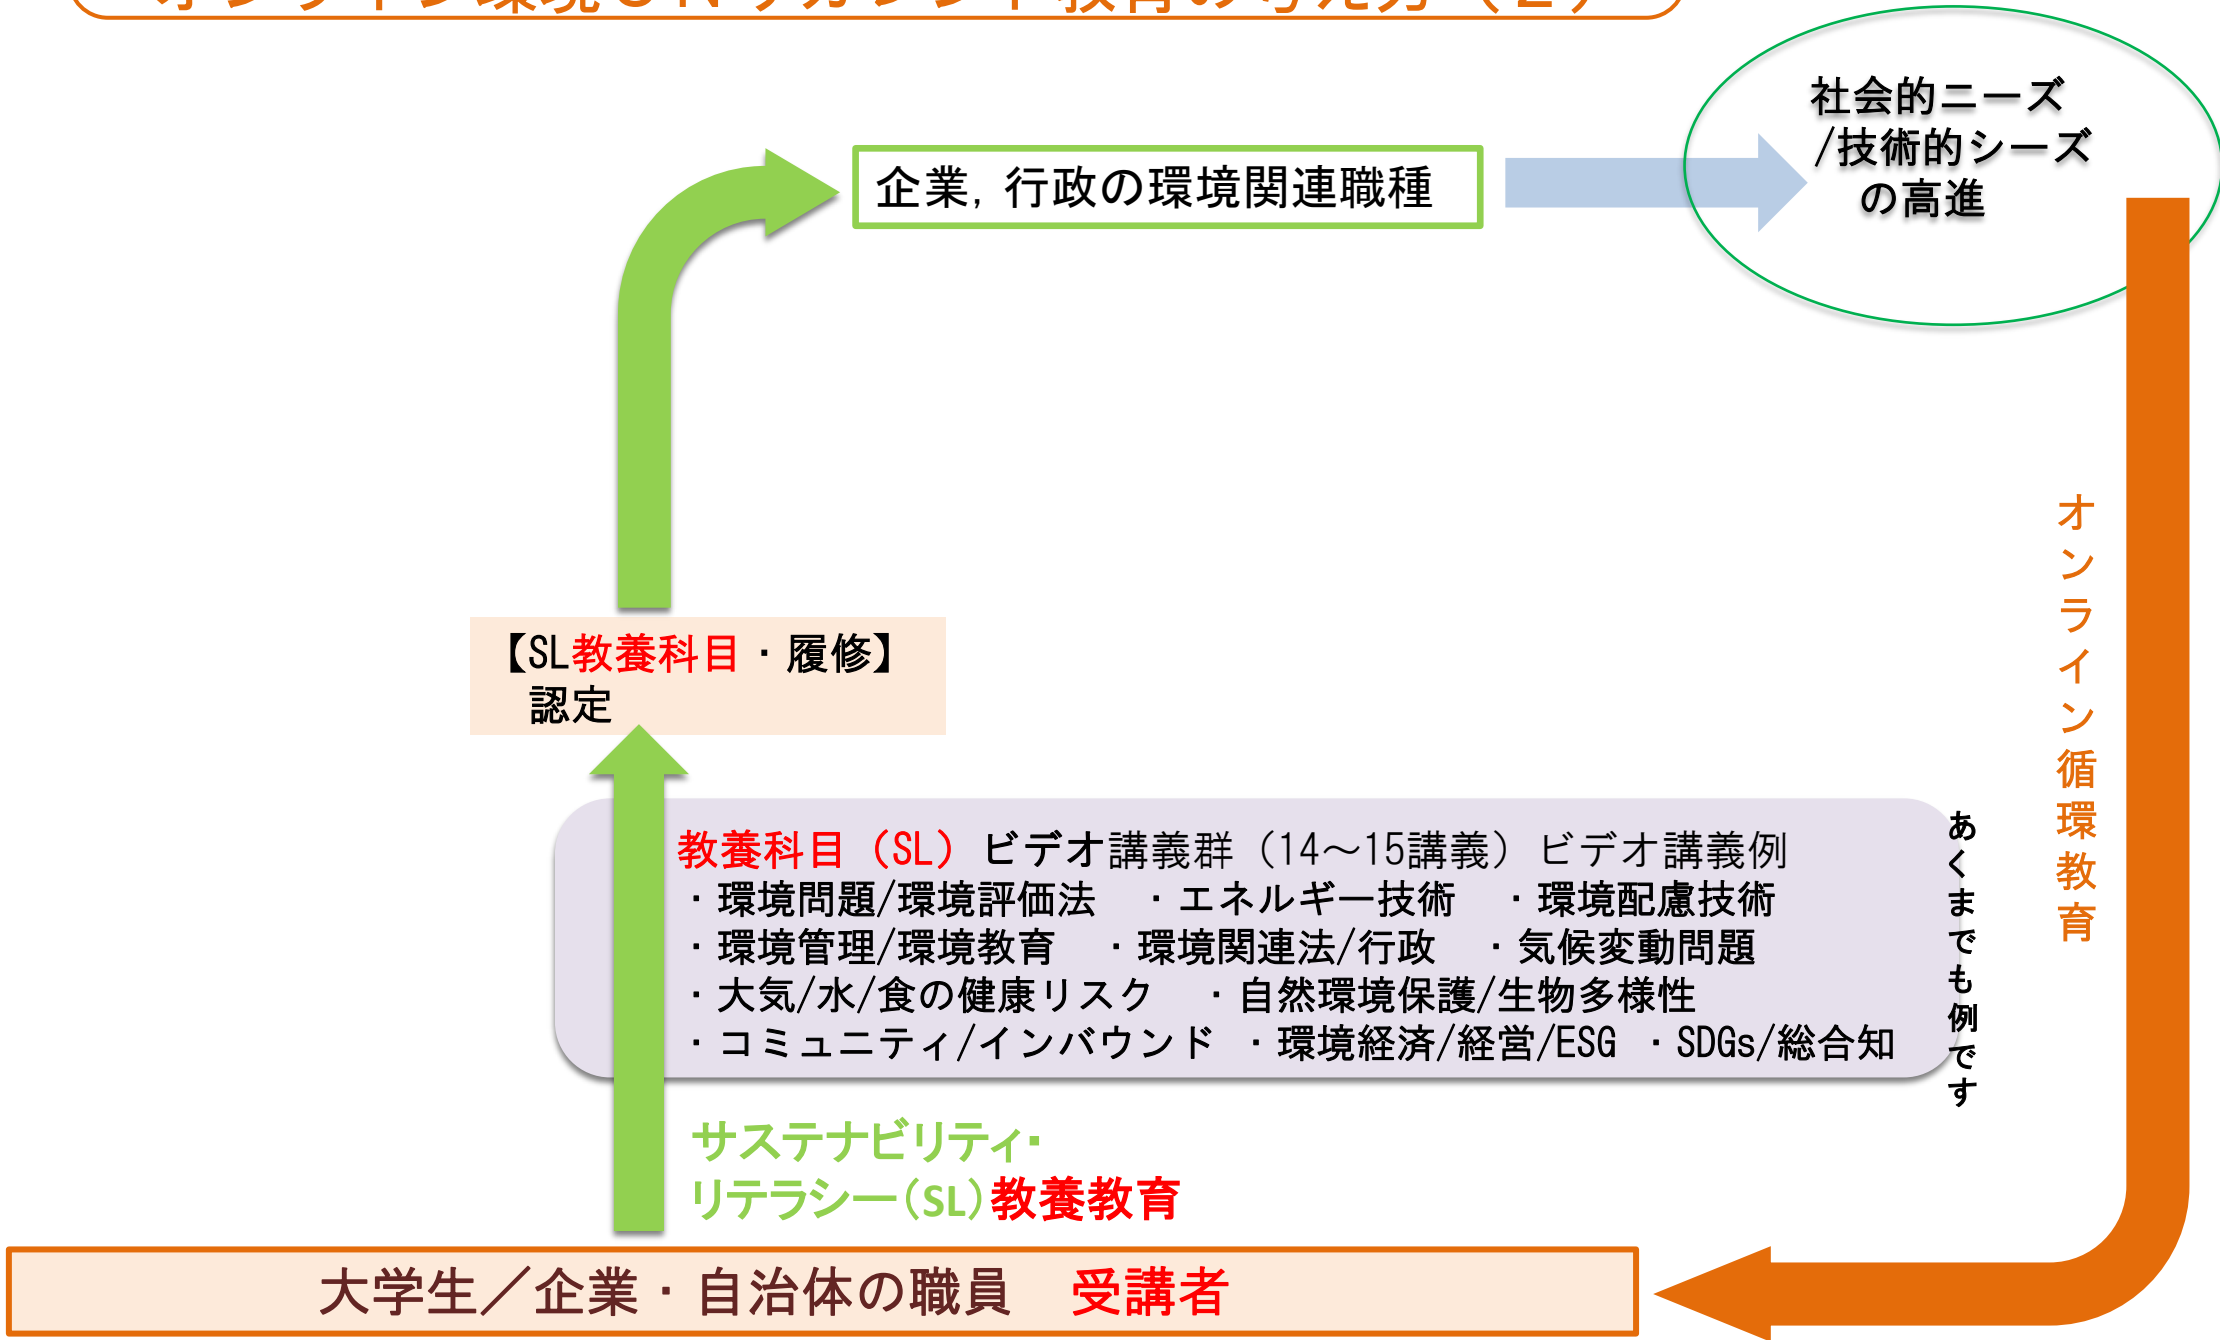 社会的ニーズ
/技術的シーズ
の高進
企業，行政の環境関連職種
オンライン循環教育
【SL教養科目・履修】
認定
教養科目（SL）ビデオ講義群（14～15講義）ビデオ講義例
・環境問題/環境評価法　・エネルギー技術　・環境配慮技術
・環境管理/環境教育　・環境関連法/行政　・気候変動問題
・大気/水/食の健康リスク　・自然環境保護/生物多様性
・コミュニティ/インバウンド　・環境経済/経営/ESG　・SDGs/総合知
あくまでも例です
サステナビリティ・
リテラシー（SL）教養教育
大学生／企業・自治体の職員　受講者